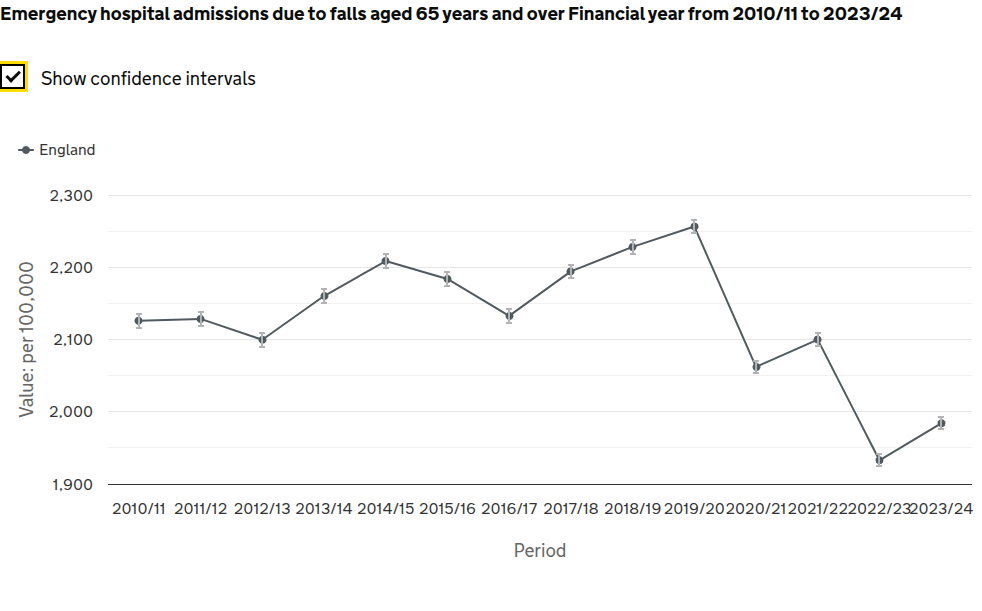 Emergency hospital admissions due to falls aged 65 years and over Financial year from 2010/11 to 2023/24
Show confidence intervals
England
2,300
2,200
2,100
2,000
1,900
Value: per 100,000
2010/11 2011/12 2012/13 2013/14 2014/15 2015/16 2016/17 2017/18 2018/19 2019/20 2020/21 2021/22 2022/23 2023/24
Period